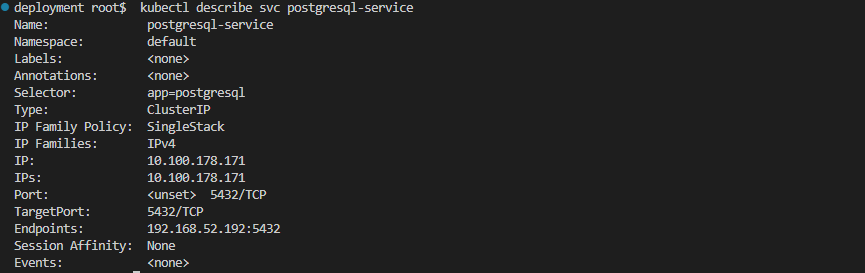 deployment root$ kubectl describe svc postgresql-service
Name: postgresql-service
Namespace: default
Labels: <none>
Annotations: <none>
Selector: app=postgresql
Type: ClusterIP
IP Family Policy: SingleStack
IP Families: IPv4
IP: 10.100.178.171
IPs: 10.100.178.171
Port: <unset> 5432/TCP
TargetPort: 5432/TCP
Endpoints: 192.168.52.192:5432
Session Affinity: None
Events: <none>